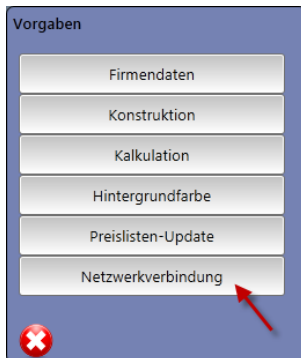 Vorgaben
Firmendaten
Konstruktion
Kalkulation
Hintergrundfarbe
Preislisten-Update
Netzwerkverbindung